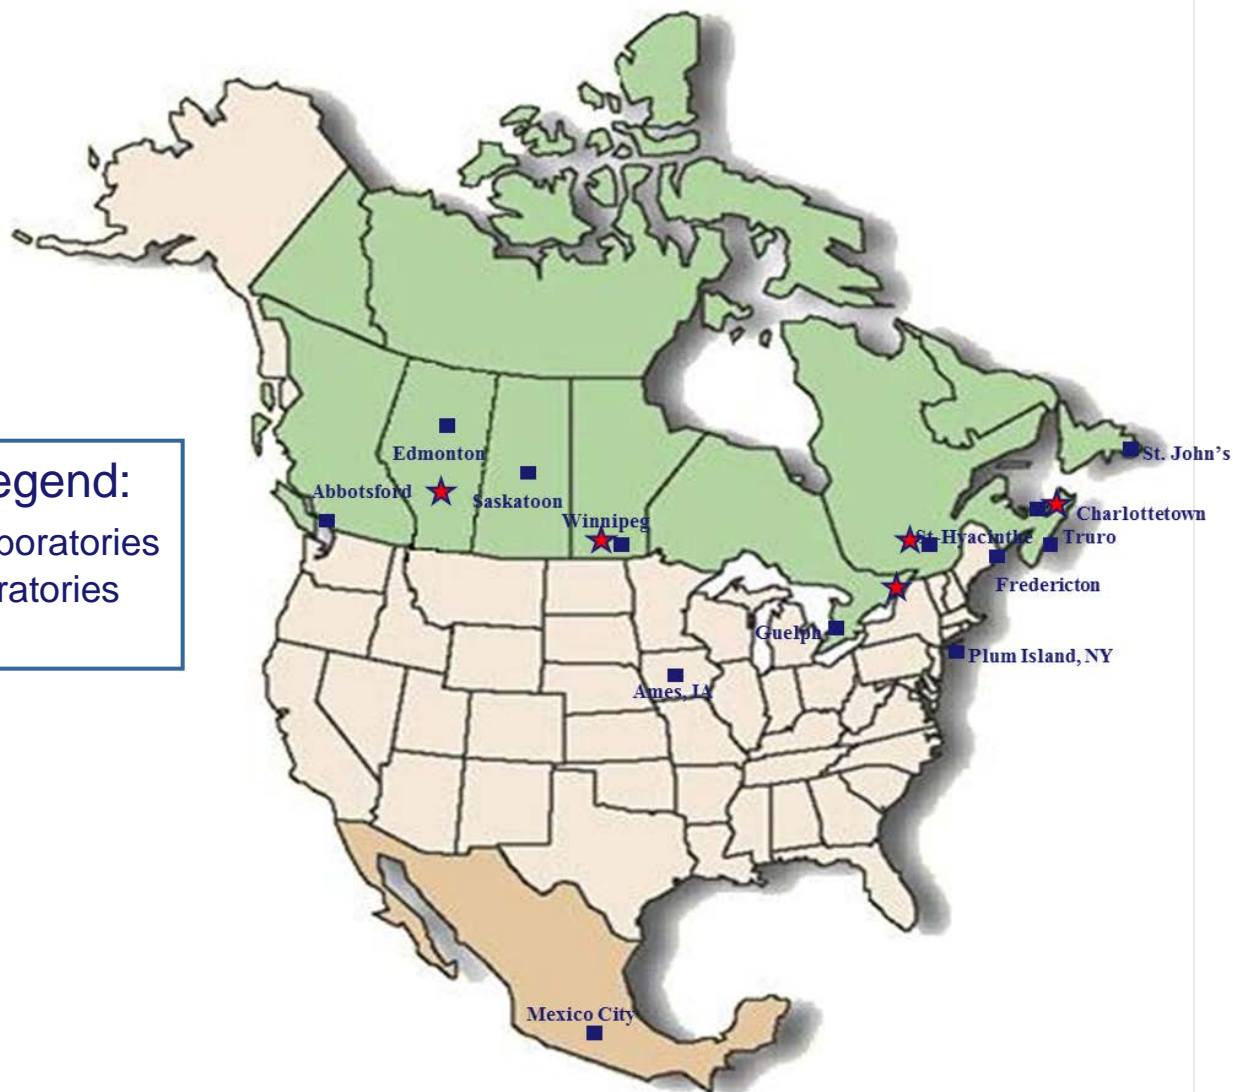 egend:
boratories
ratories
Edmonton
Abbotsford
Saskatoon
Winnipeg
St. John's
Charlottetown
St-Hyacinthe
Truro
Fredericton
Guelph
Plum Island, NY
Ames, IA
Mexico City